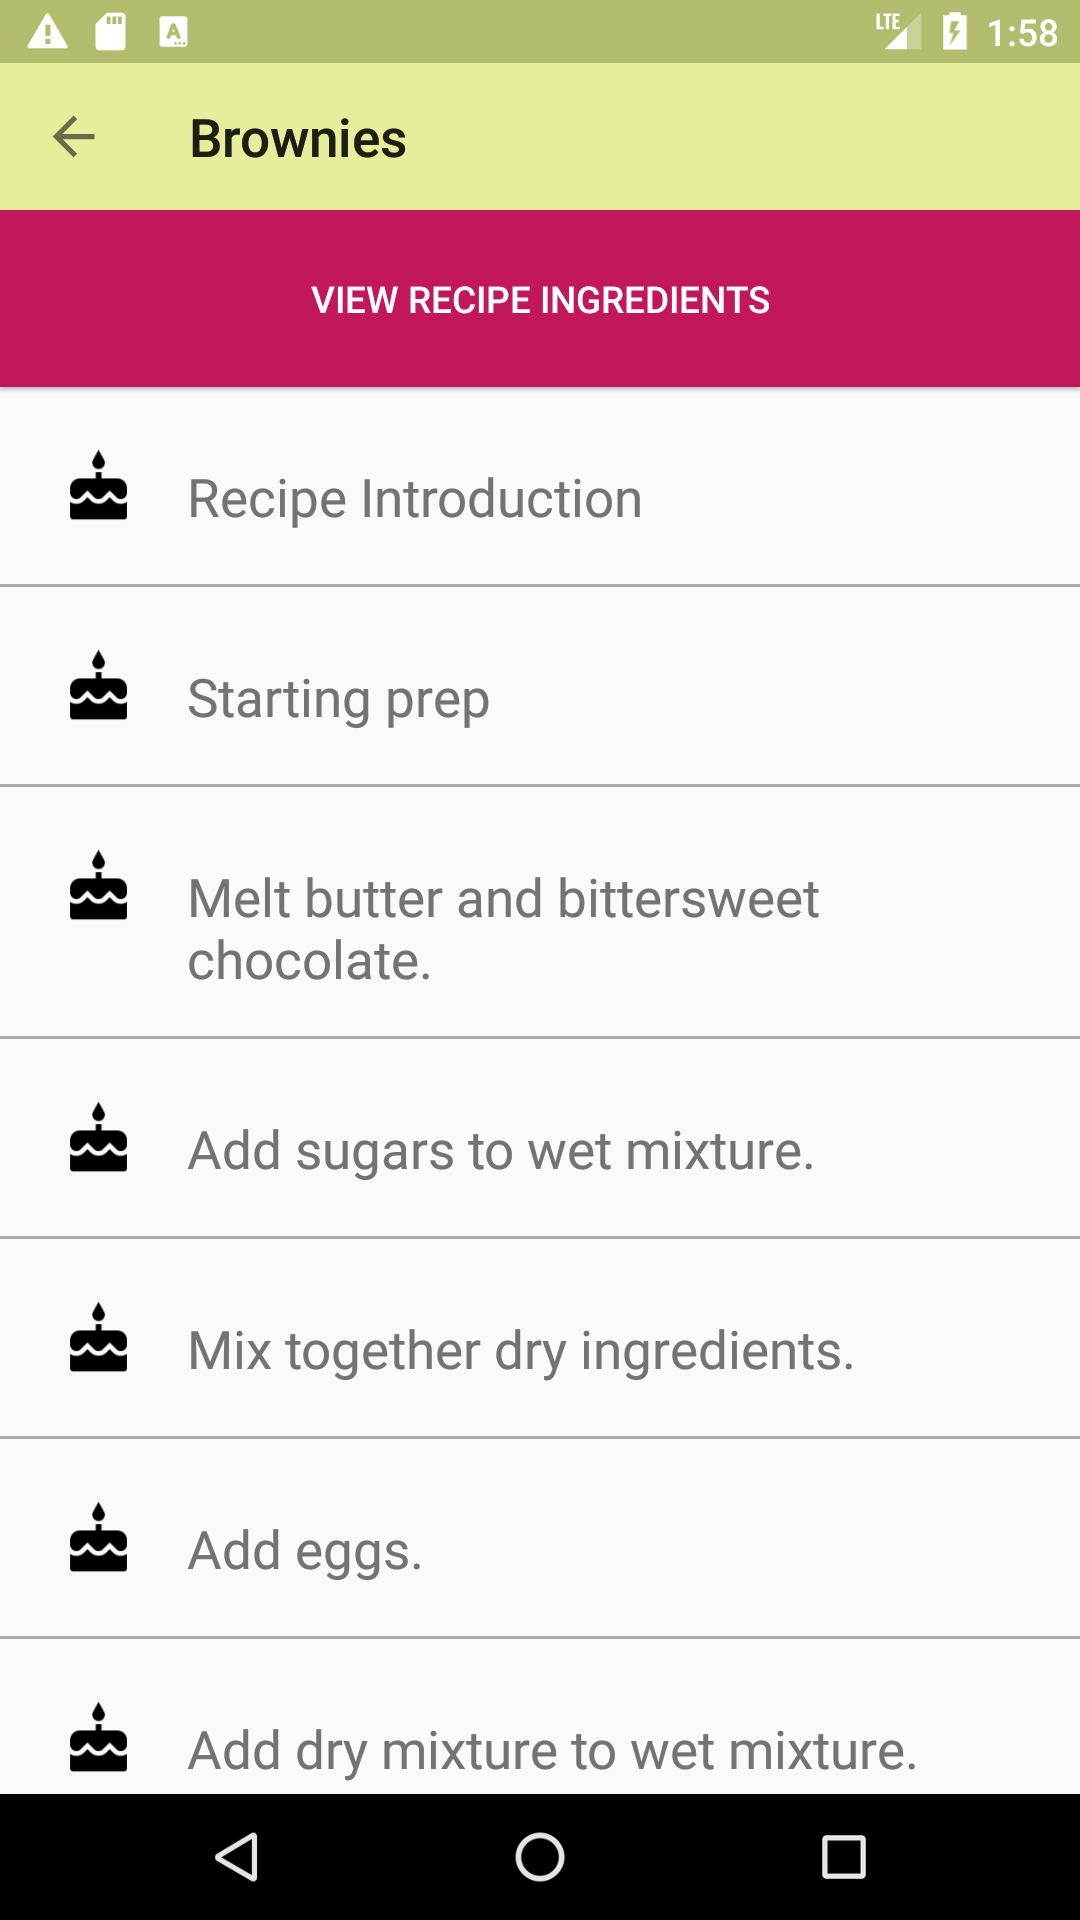 LTE 1:58
Brownies
VIEW RECIPE INGREDIENTS
Recipe Introduction
Starting prep
Melt butter and bittersweet
chocolate.
Add sugars to wet mixture.
Mix together dry ingredients.
Add eggs.
Add dry mixture to wet mixture.